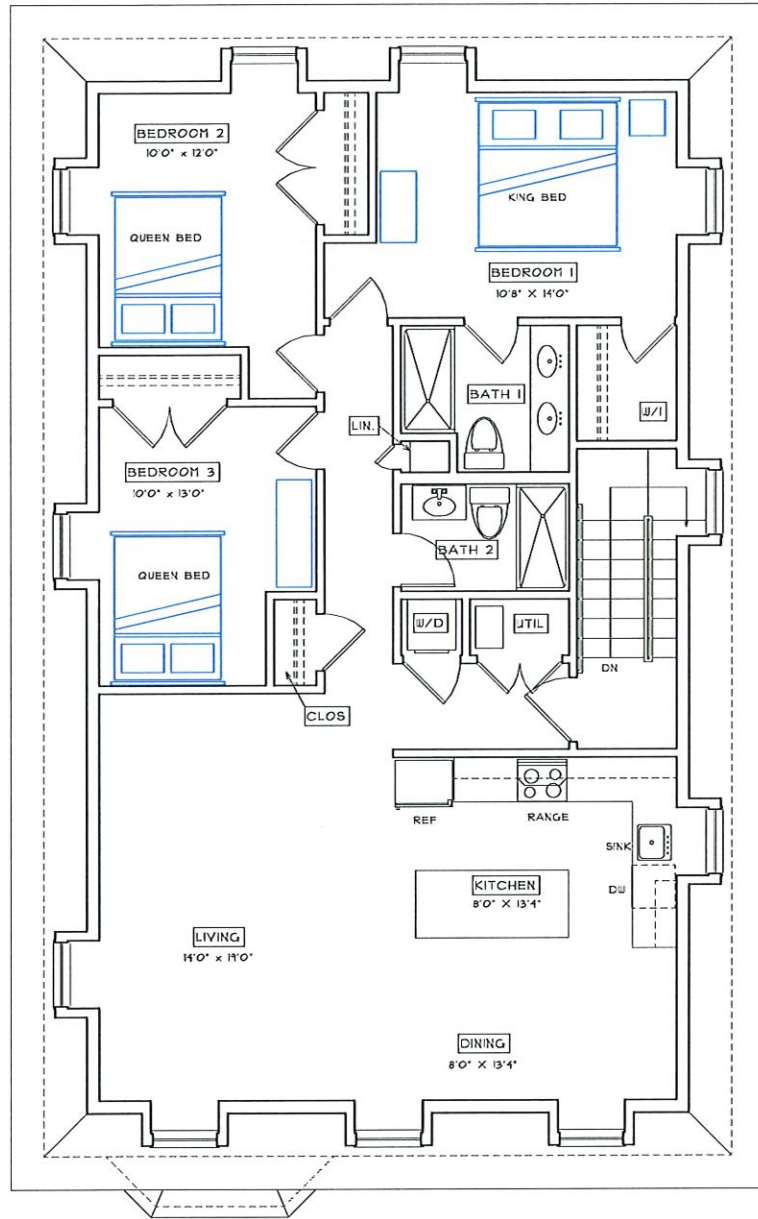 BEDROOM 2
10'0" x 12'0"
QUEEN BED
KING BED
BEDROOM 1
10'8" X 14'0"
BATH 1
W/I
LIN.
BEDROOM 3
10'0" x 13'0"
QUEEN BED
BATH 2
W/D
UTIL
DN
CLOS
REF
RANGE
SINK
DW
KITCHEN
8'0" X 13'4"
LIVING
14'0" x 19'0"
DINING
8'0" X 13'4"